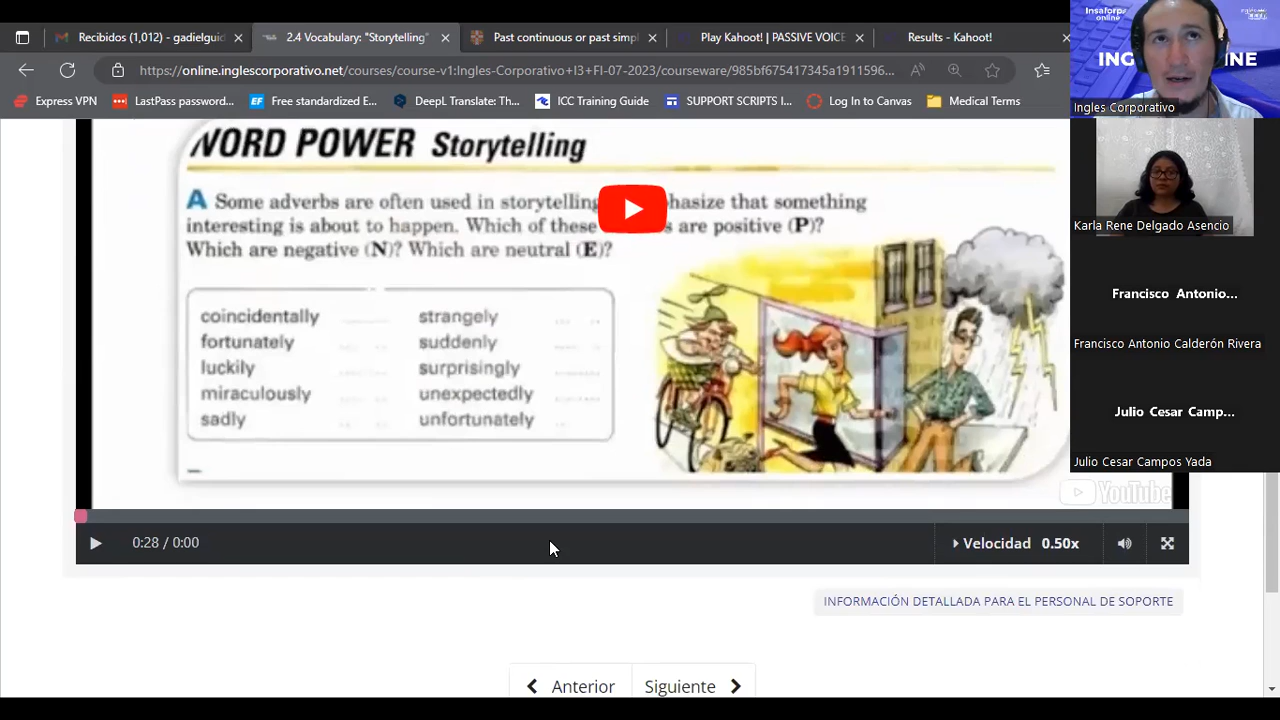 Recibidos (1,012) - gadielguid
2.4 Vocabulary: "Storytelling"
Past continuous or past simpl
Play Kahoot! | PASSIVE VOICE
Results - Kahoot!
https://online.inglescorporativo.net/courses/course-v1:Ingles-Corporativo+I3+FI-07-2023/courseware/985bf675417345a1911596...
Express VPN
LastPass password...
Free standardized E...
DeepL Translate: Th...
ICC Training Guide
SUPPORT SCRIPTS I...
Log In to Canvas
Medical Terms
WORD POWER Storytelling
A Some adverbs are often used in storytelling hasize that something
interesting is about to happen. Which of these s are positive (P)?
Which are negative (N)? Which are neutral (E)?
coincidentally
fortunately
luckily
miraculously
sadly
strangely
suddenly
surprisingly
unexpectedly
unfortunately
YouTube
0:28 / 0:00
Velocidad 0.50x
INFORMACIÓN DETALLADA PARA EL PERSONAL DE SOPORTE
Anterior
Siguiente
Insaforp
online
ING NE
Ingles Corporativo
Karla Rene Delgado Asencio
Francisco Antonio...
Francisco Antonio Calderón Rivera
Julio Cesar Camp...
Julio Cesar Campos Yada